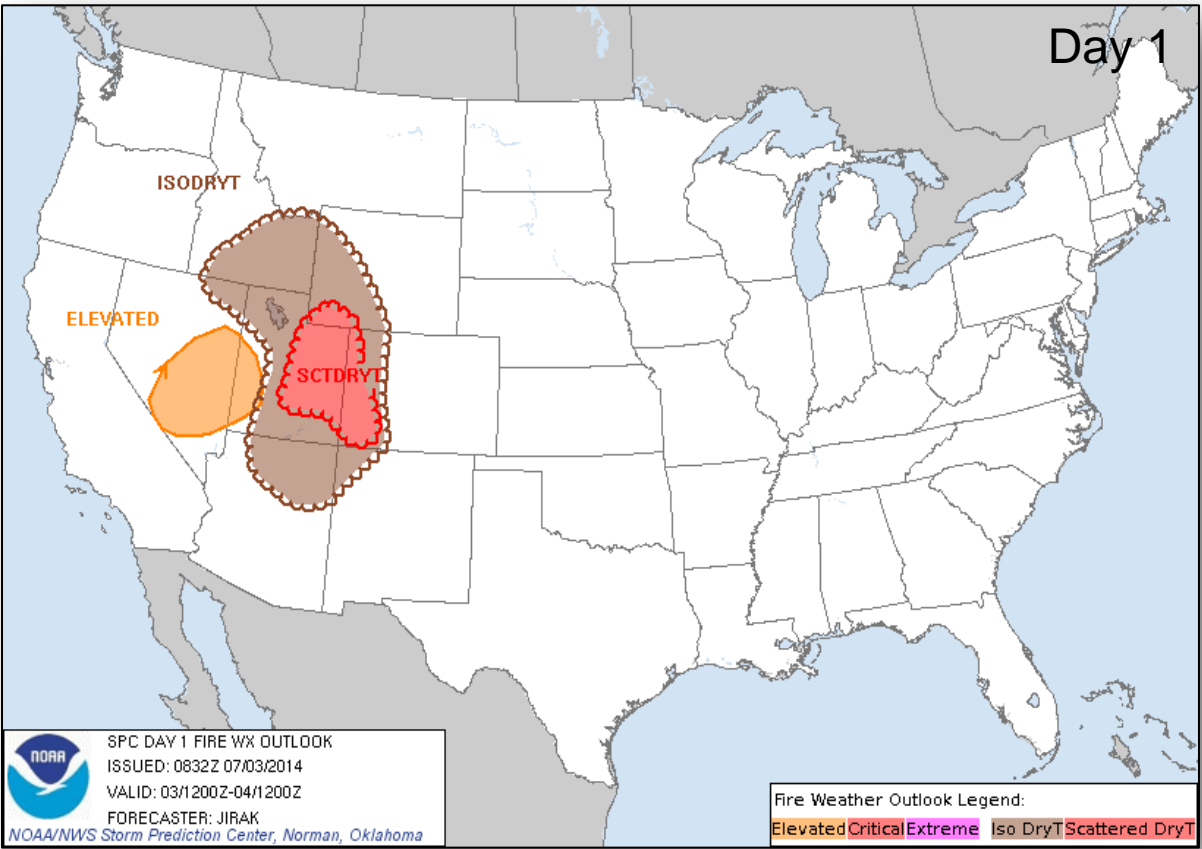 Day 1
ISODRYT
ELEVATED
SCTDRYT
NOAA
SPC DAY 1 FIRE WX OUTLOOK
ISSUED: 0832Z 07/03/2014
VALID: 03/1200Z-04/1200Z
FORECASTER: JIRAK
NOAA/NWS Storm Prediction Center, Norman, Oklahoma
Fire Weather Outlook Legend:
Elevated Critical Extreme Iso DryT Scattered DryT